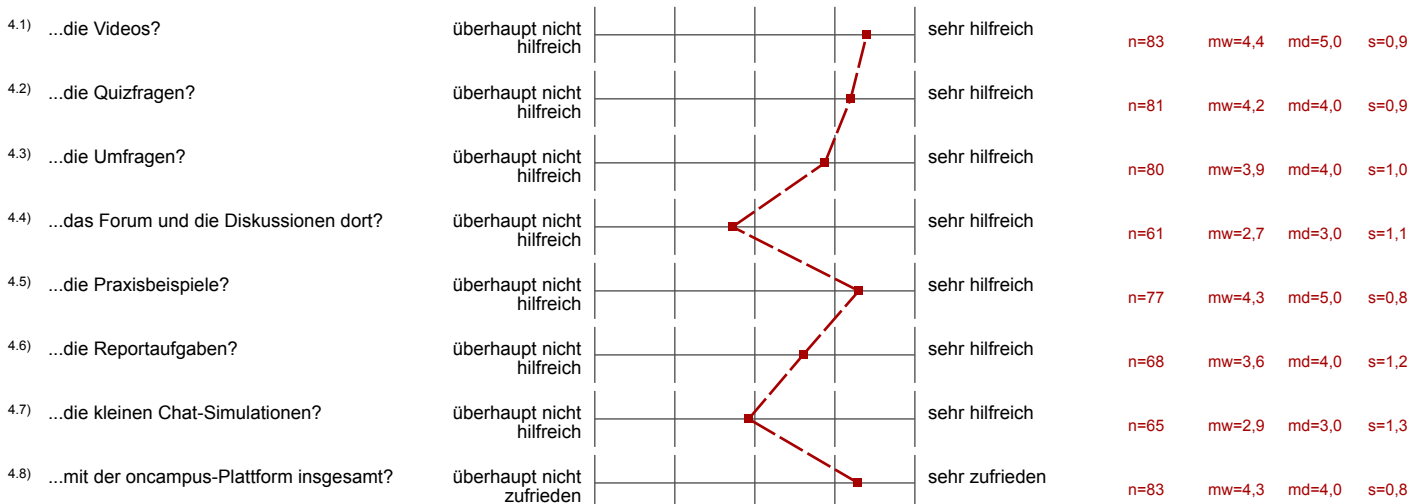 4.1) ...die Videos? überhaupt nicht hilfreich sehr hilfreich n=83 mw=4,4 md=5,0 s=0,9
4.2) ...die Quizfragen? überhaupt nicht hilfreich sehr hilfreich n=81 mw=4,2 md=4,0 s=0,9
4.3) ...die Umfragen? überhaupt nicht hilfreich sehr hilfreich n=80 mw=3,9 md=4,0 s=1,0
4.4) ...das Forum und die Diskussionen dort? überhaupt nicht hilfreich sehr hilfreich n=61 mw=2,7 md=3,0 s=1,1
4.5) ...die Praxisbeispiele? überhaupt nicht hilfreich sehr hilfreich n=77 mw=4,3 md=5,0 s=0,8
4.6) ...die Reportaufgaben? überhaupt nicht hilfreich sehr hilfreich n=68 mw=3,6 md=4,0 s=1,2
4.7) ...die kleinen Chat-Simulationen? überhaupt nicht hilfreich sehr hilfreich n=65 mw=2,9 md=3,0 s=1,3
4.8) ...mit der oncampus-Plattform insgesamt? überhaupt nicht zufrieden sehr zufrieden n=83 mw=4,3 md=4,0 s=0,8